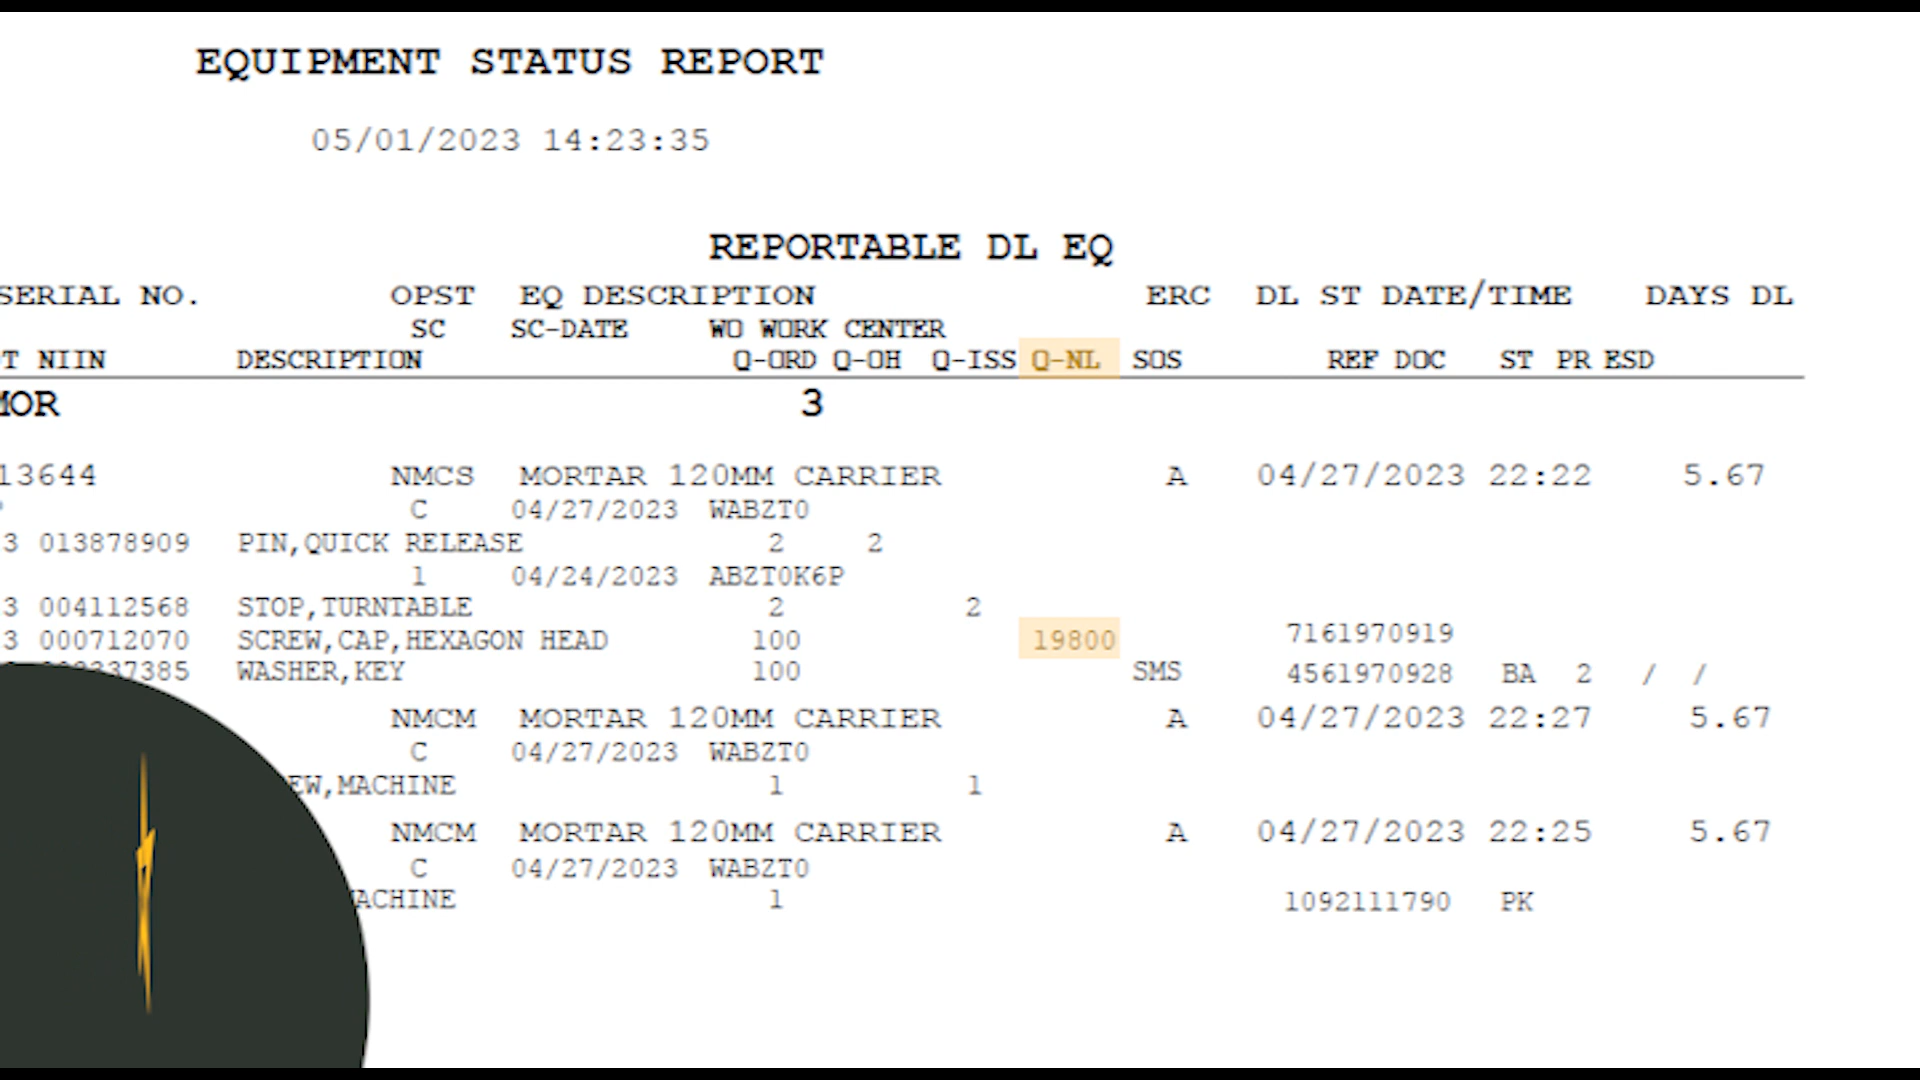 EQUIPMENT STATUS REPORT
05/01/2023 14:23:35
REPORTABLE DL EQ
SERIAL NO. OPST EQ DESCRIPTION ERC DL ST DATE/TIME DAYS DL
SC SC-DATE WO WORK CENTER
T NIIN DESCRIPTION Q-ORD Q-OH Q-ISS Q-NL SOS REF DOC ST PR ESD
MOR 3
13644 NMCS MORTAR 120MM CARRIER A 04/27/2023 22:22 5.67
C 04/27/2023 WABZT0
3 013878909 PIN,QUICK RELEASE 2 2
1 04/24/2023 ABZT0K6P
3 004112568 STOP,TURNTABLE 2 2
3 000712070 SCREW,CAP,HEXAGON HEAD 100 19800 7161970919
37385 WASHER,KEY 100 SMS 4561970928 BA 2 / /
NMCM MORTAR 120MM CARRIER A 04/27/2023 22:27 5.67
C 04/27/2023 WABZT0
EW,MACHINE 1 1
NMCM MORTAR 120MM CARRIER A 04/27/2023 22:25 5.67
C 04/27/2023 WABZT0
ACHINE 1 1092111790 PK